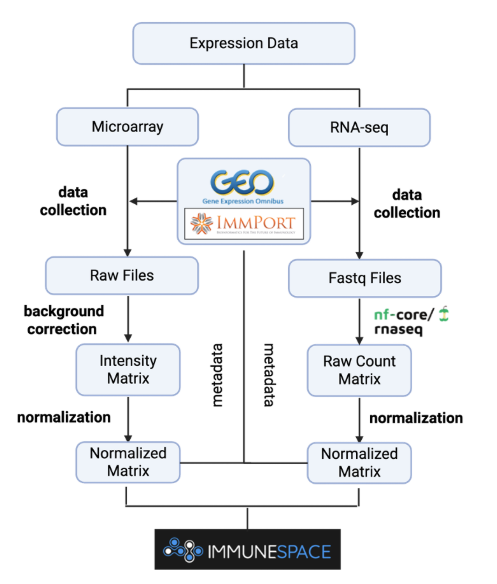 Expression Data
Microarray
RNA-seq
GEO
Gene Expression Omnibus
IMMPORT
data
collection
data
collection
Raw Files
Fastq Files
background
correction
nf-core/
rnaseq
Intensity
Matrix
metadata
metadata
Raw Count
Matrix
normalization
normalization
Normalized
Matrix
Normalized
Matrix
IMMUNESPACE